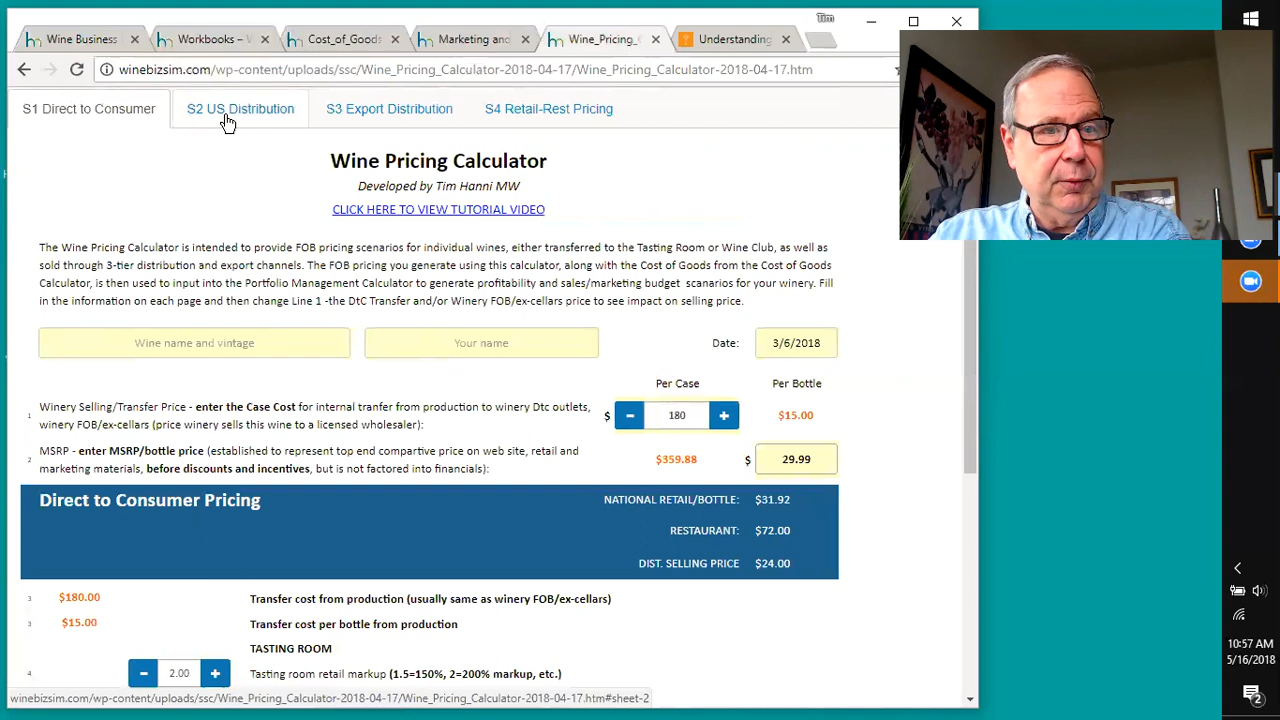 Tim
Wine Business
Workbooks –
Cost_of_Goods
Marketing and
Wine_Pricing_
Understanding
winebizsim.com/wp-content/uploads/ssc/Wine_Pricing_Calculator-2018-04-17/Wine_Pricing_Calculator-2018-04-17.htm
S1 Direct to Consumer S2 US Distribution S3 Export Distribution S4 Retail-Rest Pricing
Wine Pricing Calculator
Developed by Tim Hanni MW
CLICK HERE TO VIEW TUTORIAL VIDEO
The Wine Pricing Calculator is intended to provide FOB pricing scenarios for individual wines, either transferred to the Tasting Room or Wine Club, as well as
sold through 3-tier distribution and export channels. The FOB pricing you generate using this calculator, along with the Cost of Goods from the Cost of Goods
Calculator, is then used to input into the Portfolio Management Calculator to generate profitability and sales/marketing budget scenarios for your winery. Fill
in the information on each page and then change Line 1 -the DtC Transfer and/or Winery FOB/ex-cellars price to see impact on selling price.
Wine name and vintage Your name Date: 3/6/2018
Per Case Per Bottle
Winery Selling/Transfer Price - enter the Case Cost for internal tranfer from production to winery Dtc outlets,
1 winery FOB/ex-cellars (price winery sells this wine to a licensed wholesaler): $ - 180 + $15.00
MSRP - enter MSRP/bottle price (established to represent top end compartive price on web site, retail and
2 marketing materials, before discounts and incentives, but is not factored into financials): $359.88 $ 29.99
Direct to Consumer Pricing NATIONAL RETAIL/BOTTLE: $31.92
RESTAURANT: $72.00
DIST. SELLING PRICE $24.00
3 $180.00 Transfer cost from production (usually same as winery FOB/ex-cellars)
3 $15.00 Transfer cost per bottle from production
TASTING ROOM
4 - 2.00 + Tasting room retail markup (1.5=150%, 2=200% markup, etc.)
winebizsim.com/wp-content/uploads/ssc/Wine_Pricing_Calculator-2018-04-17/Wine_Pricing_Calculator-2018-04-17.htm#sheet-2
10:57 AM
5/16/2018
2